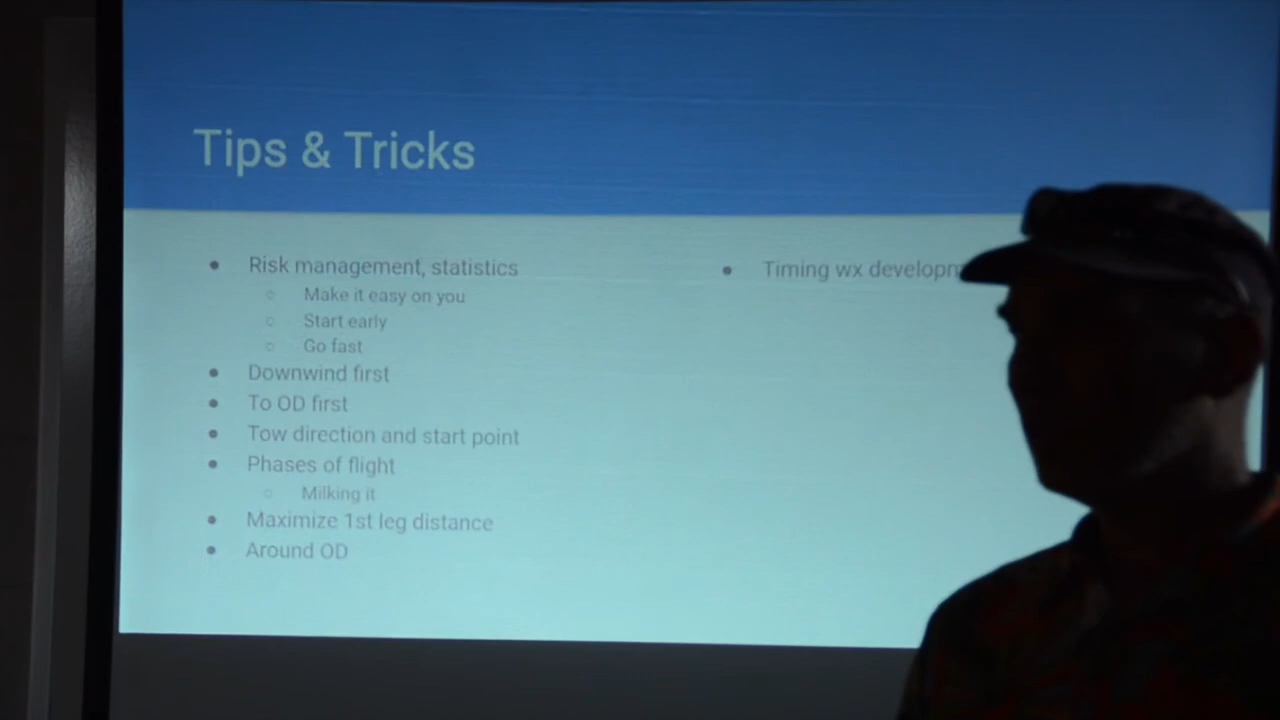 Tips & Tricks
Risk management, statistics
Make it easy on you
Start early
Go fast
Downwind first
To OD first
Tow direction and start point
Phases of flight
Milking it
Maximize 1st leg distance
Around OD
Timing wx